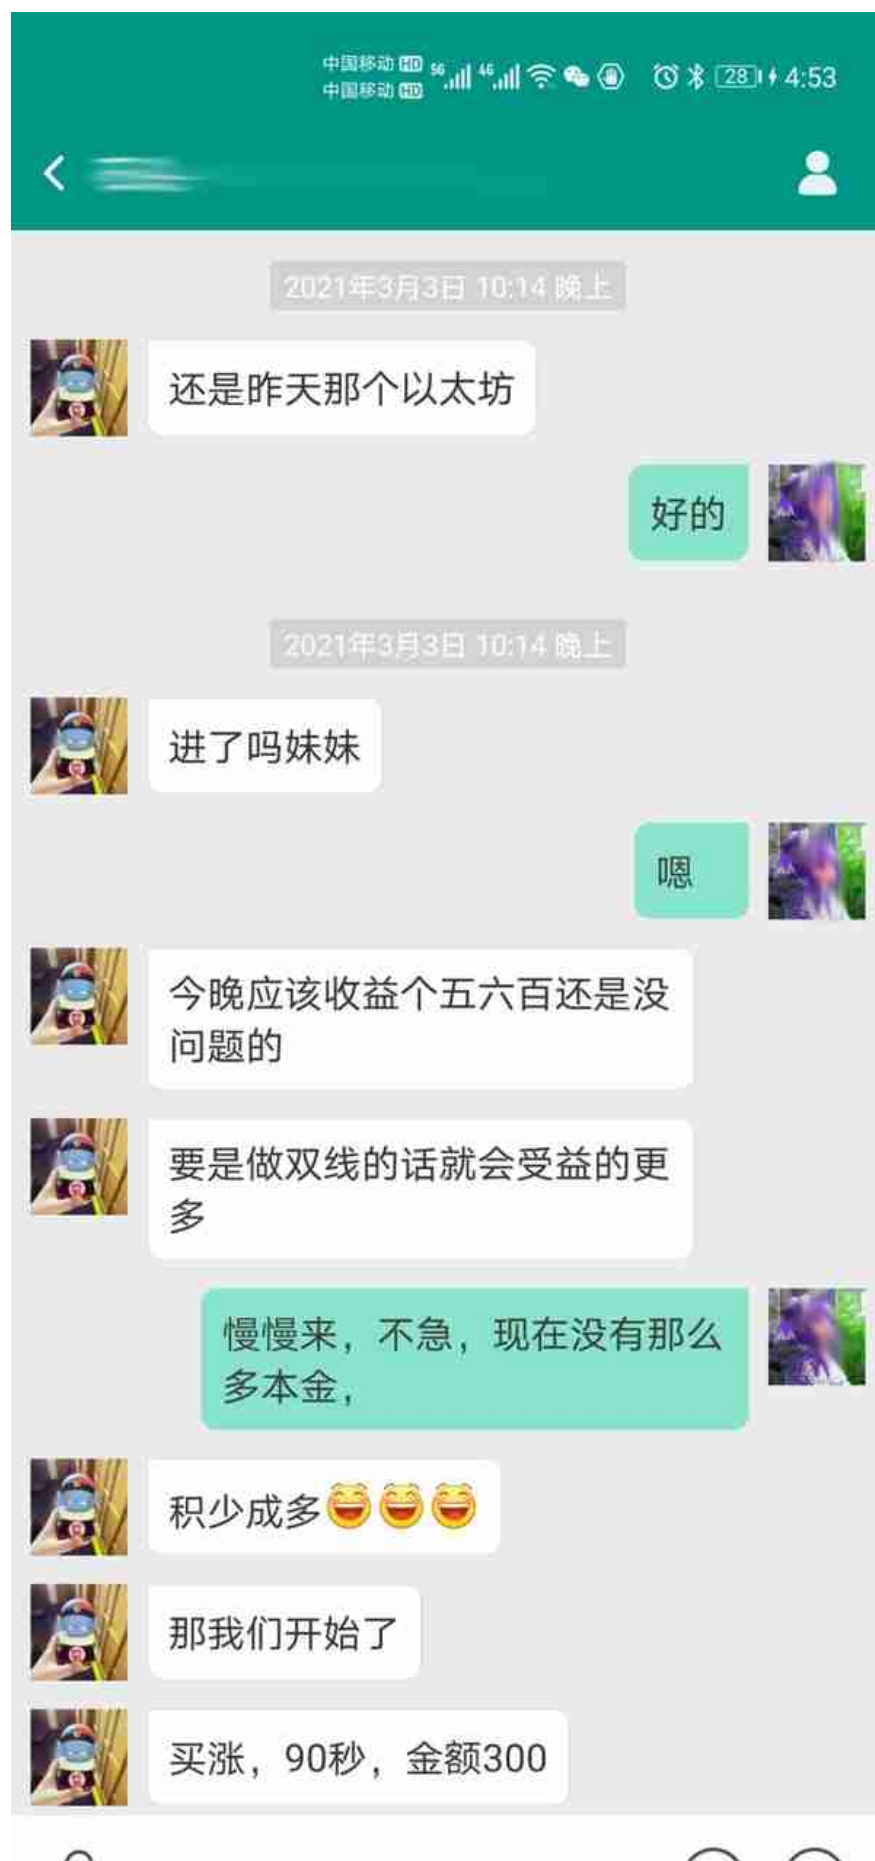 中国移动 HD 5G 4G 28 4:53
中国移动 HD
2021年3月3日 10:14 晚上
还是昨天那个以太坊
好的
2021年3月3日 10:14 晚上
进了吗妹妹
嗯
今晚应该收益个五六百还是没
问题的
要是做双线的话就会受益的更
多
慢慢来，不急，现在没有那么
多本金，
积少成多
那我们开始了
买涨，90秒，金额300